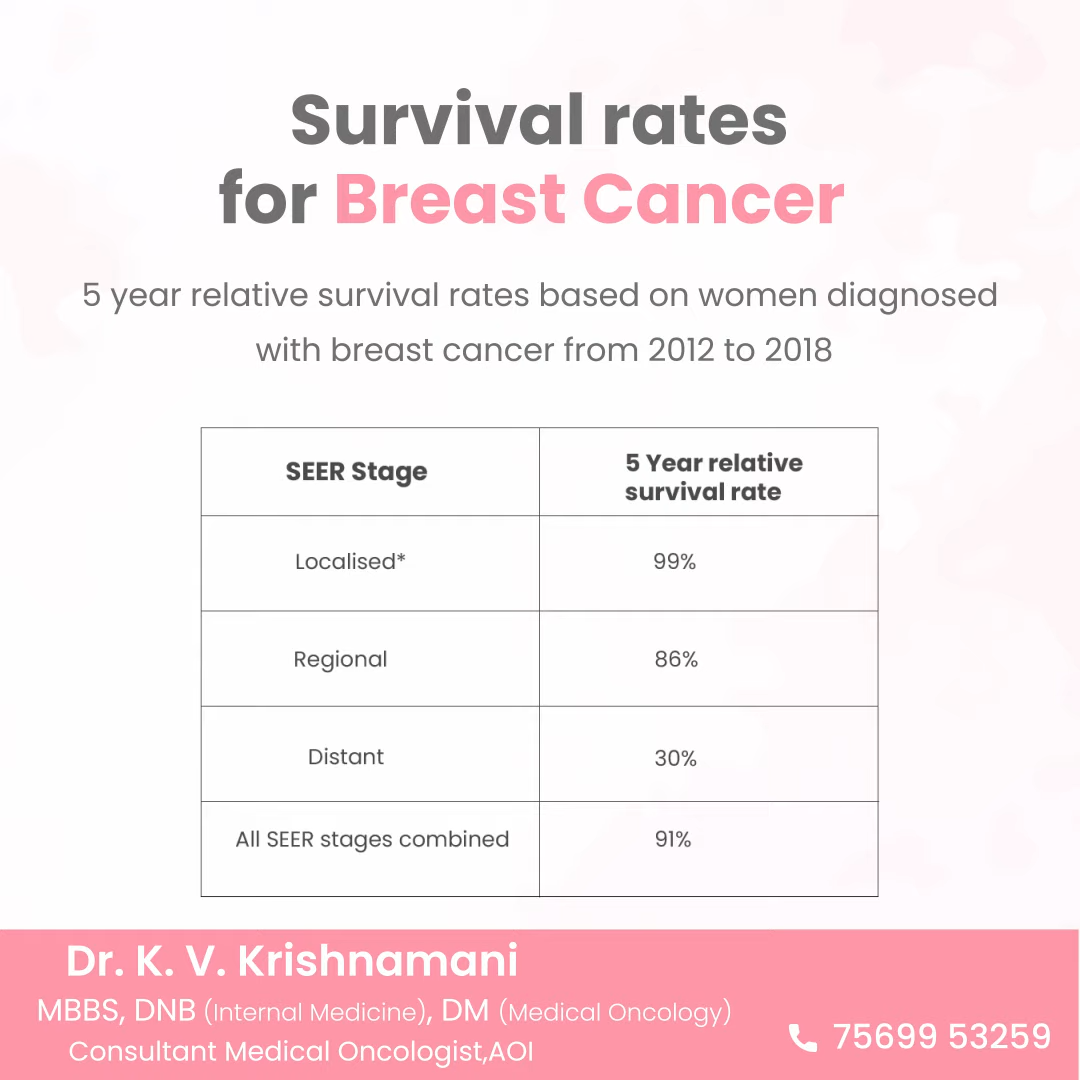 Survival rates
for Breast Cancer
5 year relative survival rates based on women diagnosed
with breast cancer from 2012 to 2018
SEER Stage
5 Year relative
survival rate
Localised*
99%
Regional
86%
Distant
30%
All SEER stages combined
91%
Dr. K. V. Krishnamani
MBBS, DNB (Internal Medicine), DM (Medical Oncology)
Consultant Medical Oncologist,AOI
75699 53259